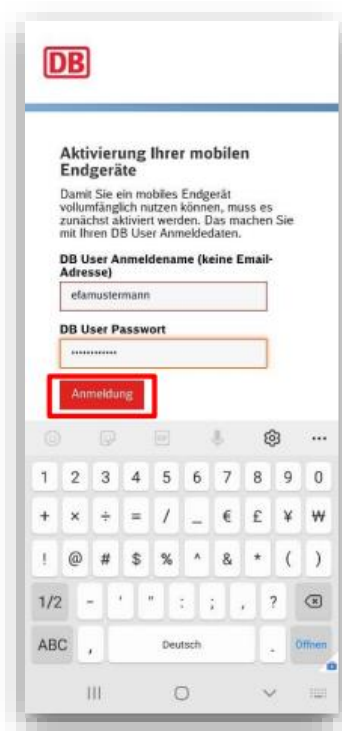 DB
Aktivierung Ihrer mobilen
Endgeräte
Damit Sie ein mobiles Endgerät
vollumfänglich nutzen können, muss es
zunächst aktiviert werden. Das machen Sie
mit Ihren DB User Anmeldedaten.
DB User Anmeldename (keine Email-
Adresse)
efamustermann
DB User Passwort
••••••••••••
Anmeldung
GIF
1 2 3 4 5 6 7 8 9 0
+ × ÷ = / _ € £ ¥ ₩
! @ # $ % ^ & * ( )
1/2 - ' " : ; , ?
ABC , Deutsch . Öffnen